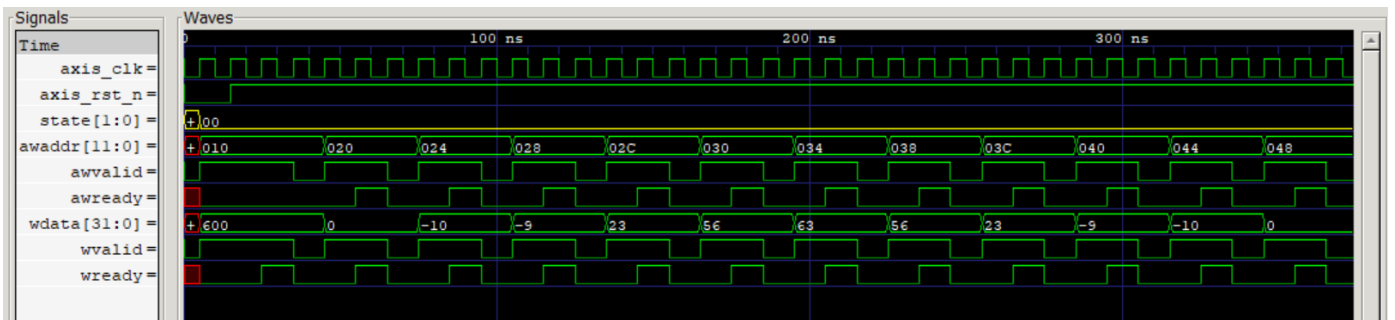 Signals Waves
Time 0 100 ns 200 ns 300 ns
axis_clk=
axis_rst_n=
state[1:0] = + 00
awaddr[11:0] = + 010 020 024 028 02C 030 034 038 03C 040 044 048
awvalid=
awready=
wdata[31:0] = + 600 0 -10 -9 23 56 63 56 23 -9 -10 0
wvalid=
wready=